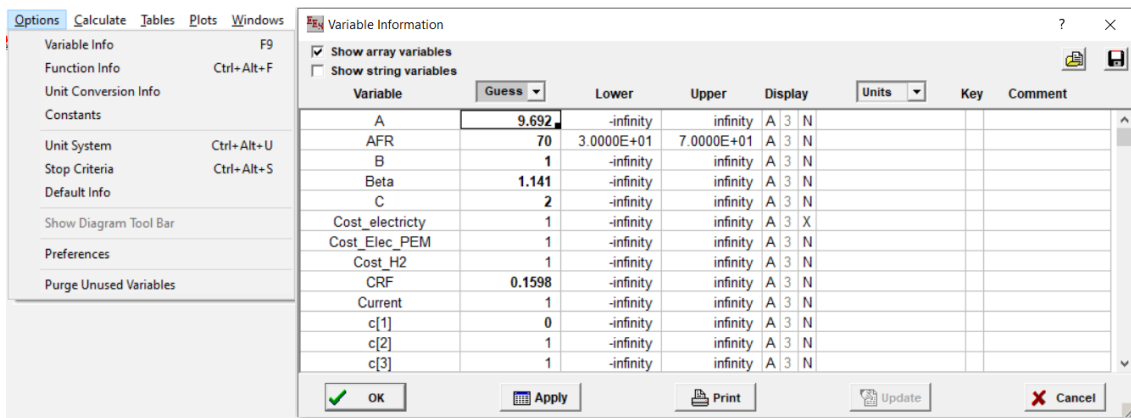 Options Calculate Tables Plots Windows
Variable Info F9
Function Info Ctrl+Alt+F
Unit Conversion Info
Constants
Unit System Ctrl+Alt+U
Stop Criteria Ctrl+Alt+S
Default Info
Show Diagram Tool Bar
Preferences
Purge Unused Variables
EES Variable Information ?
Show array variables
Show string variables
Variable Guess Lower Upper Display Units Key Comment
A 9.692 -infinity infinity A 3 N
AFR 70 3.0000E+01 7.0000E+01 A 3 N
B 1 -infinity infinity A 3 N
Beta 1.141 -infinity infinity A 3 N
C 2 -infinity infinity A 3 N
Cost_electricty 1 -infinity infinity A 3 X
Cost_Elec_PEM 1 -infinity infinity A 3 N
Cost_H2 1 -infinity infinity A 3 N
CRF 0.1598 -infinity infinity A 3 N
Current 1 -infinity infinity A 3 N
c[1] 0 -infinity infinity A 3 N
c[2] 1 -infinity infinity A 3 N
c[3] 1 -infinity infinity A 3 N
OK Apply Print Update Cancel